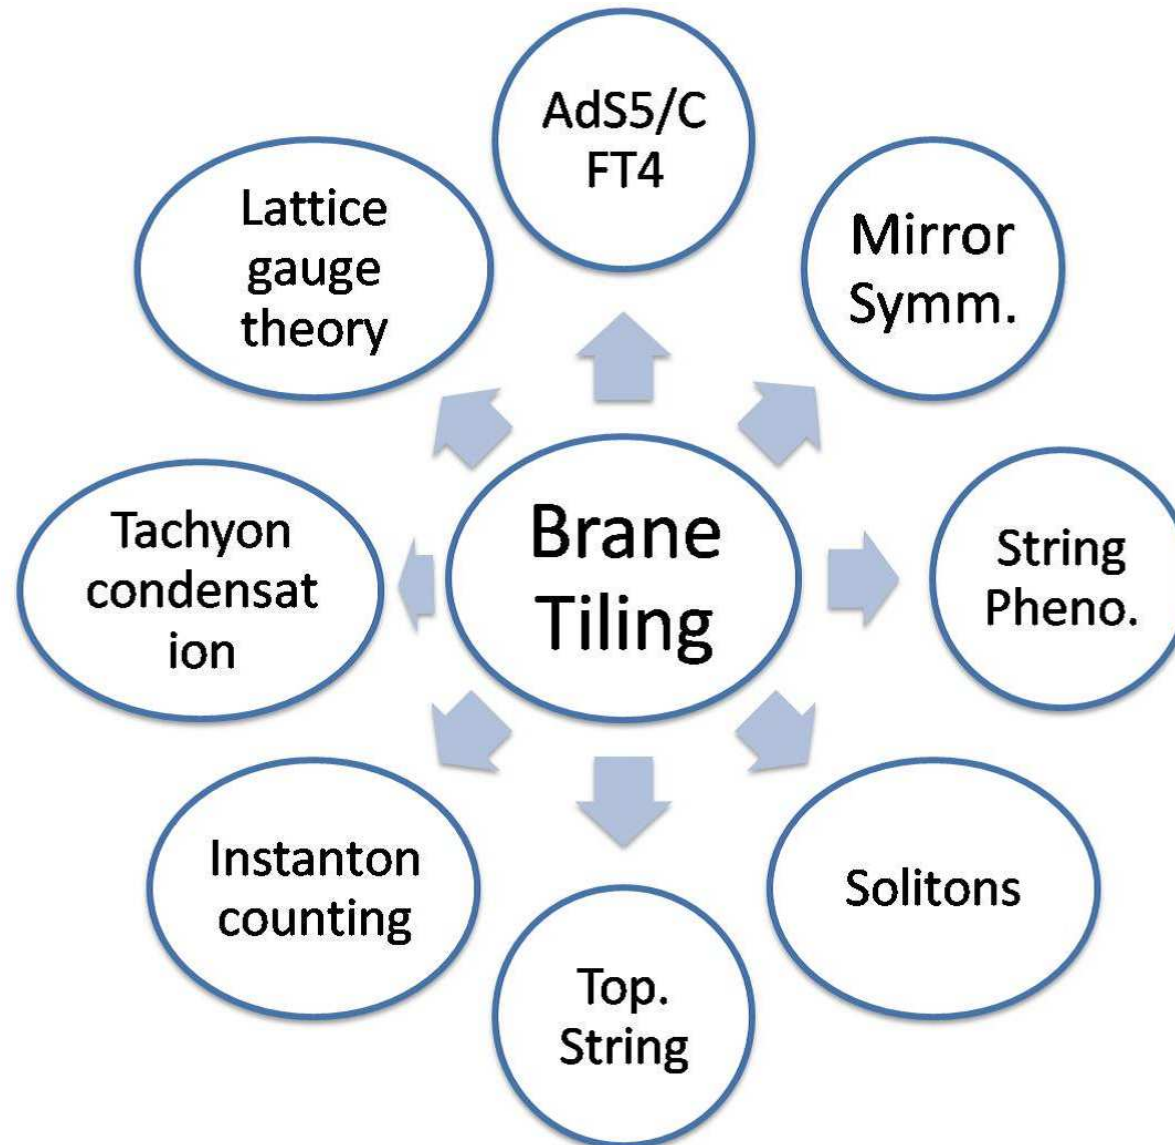 AdS5/C
FT4
Lattice
gauge
theory
Mirror
Symm.
Tachyon
condensat
ion
Brane
Tiling
String
Pheno.
Instanton
counting
Solitons
Top.
String